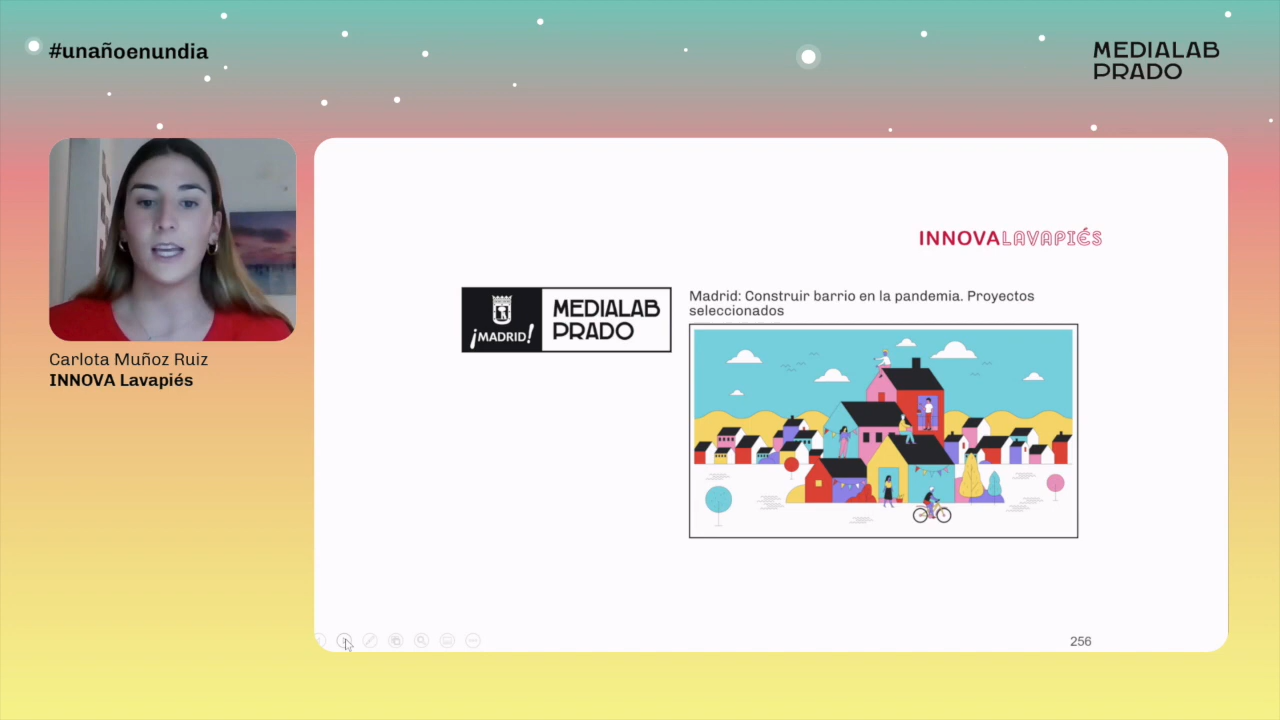 #unañoenundia
MEDIALAB
PRADO
Carlota Muñoz Ruiz
INNOVA Lavapiés
INNOVALAVAPIÉS
¡MADRID!
MEDIALAB
PRADO
Madrid: Construir barrio en la pandemia. Proyectos
seleccionados
256